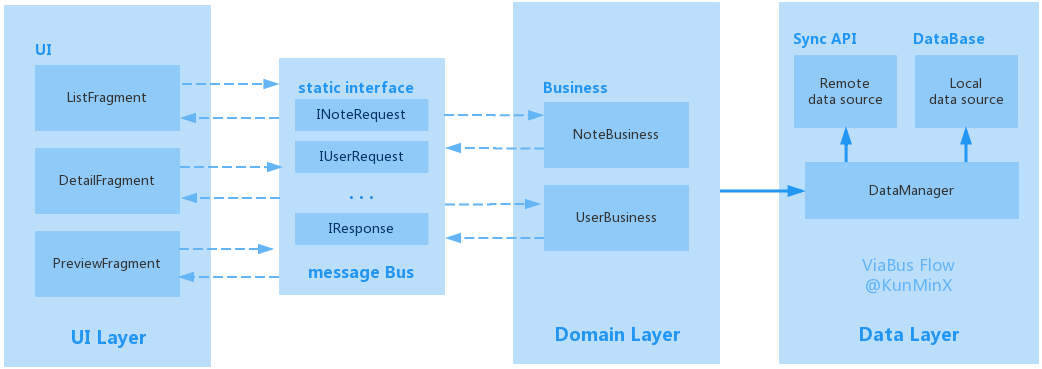 UI
ListFragment
DetailFragment
PreviewFragment
UI Layer
static interface
INoteRequest
IUserRequest
. . .
IResponse
message Bus
Business
NoteBusiness
UserBusiness
Domain Layer
Sync API
DataBase
Remote
data source
Local
data source
DataManager
ViaBus Flow
@KunMinX
Data Layer